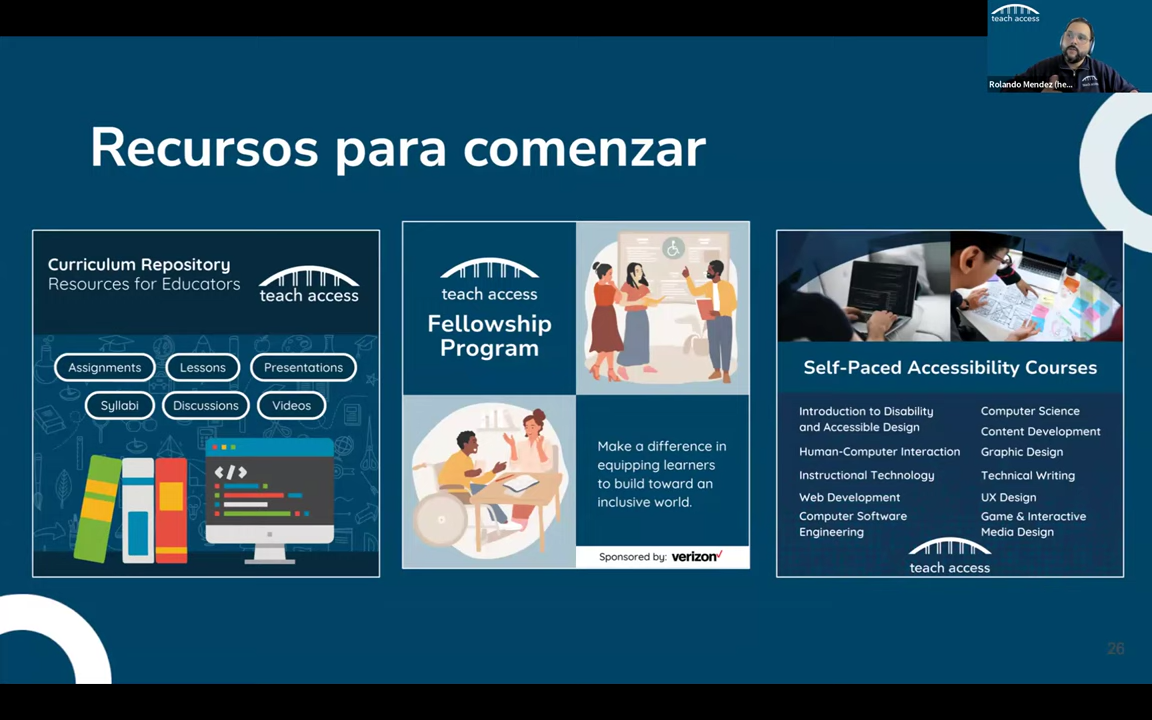 teach access
Rolando Mendez (he...
Recursos para comenzar
Curriculum Repository
Resources for Educators
teach access
Assignments
Lessons
Presentations
Syllabi
Discussions
Videos
</>
teach access
Fellowship
Program
Make a difference in
equipping learners
to build toward an
inclusive world.
Sponsored by: verizon
Self-Paced Accessibility Courses
Introduction to Disability
and Accessible Design
Human-Computer Interaction
Instructional Technology
Web Development
Computer Software
Engineering
Computer Science
Content Development
Graphic Design
Technical Writing
UX Design
Game & Interactive
Media Design
teach access
26